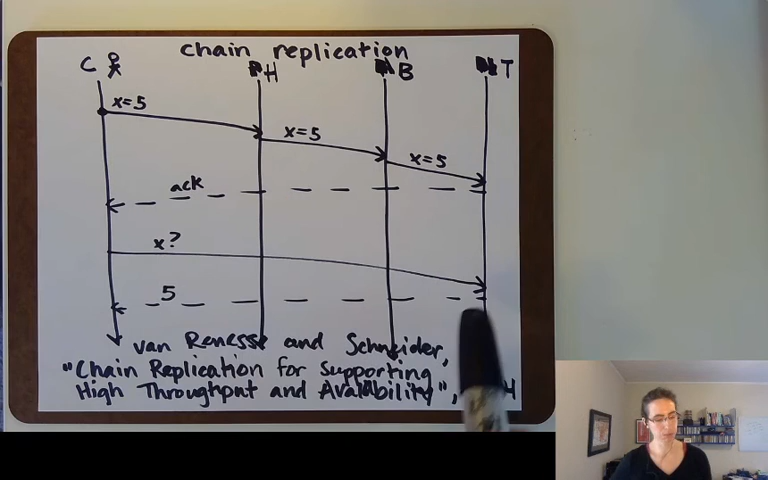 chain replication
C H B T
x=5
x=5
x=5
ack
x?
5
van Renesse and Schneider,
"Chain Replication for Supporting
High Throughput and Availability",